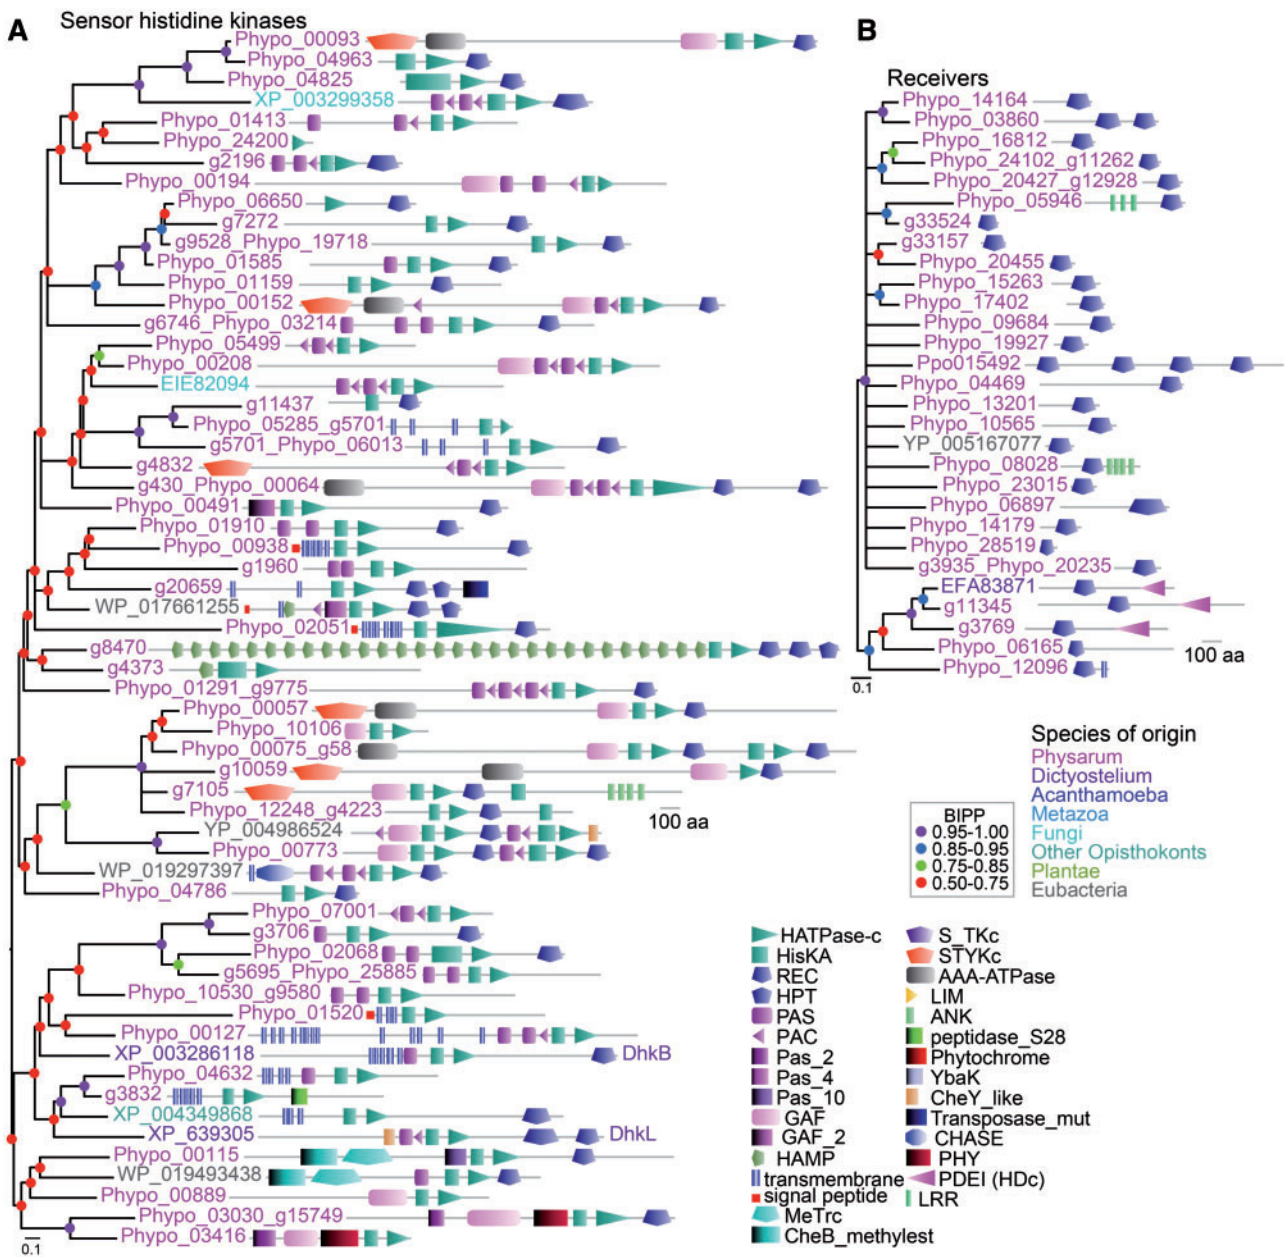 A
Sensor histidine kinases
Phypo_00093
Phypo_04963
Phypo_04825
XP_003299358
Phypo_01413
Phypo_24200
g2196
Phypo_00194
Phypo_06650
g7272
g9528_Phypo_19718
Phypo_01585
Phypo_01159
Phypo_00152
g6746_Phypo_03214
Phypo_05499
Phypo_00208
EIE82094
g11437
Phypo_05285_g5701
g5701_Phypo_06013
g4832
g430_Phypo_00064
Phypo_00491
Phypo_01910
Phypo_00938
g1960
g20659
WP_017661255
Phypo_02051
g8470
g4373
Phypo_01291_g9775
Phypo_00057
Phypo_10106
Phypo_00075_g58
g10059
g7105
Phypo_12248_g4223
100 aa
YP_004986524
Phypo_00773
WP_019297397
Phypo_04786
Phypo_07001
g3706
Phypo_02068
g5695_Phypo_25885
Phypo_10530_g9580
Phypo_01520
Phypo_00127
XP_003286118 DhkB
Phypo_04632
g3832
XP_004349868
XP_639305 DhkL
Phypo_00115
WP_019493438
Phypo_00889
Phypo_03030_g15749
Phypo_03416
0.1
B
Receivers
Phypo_14164
Phypo_03860
Phypo_16812
Phypo_24102_g11262
Phypo_20427_g12928
Phypo_05946
g33524
g33157
Phypo_20455
Phypo_15263
Phypo_17402
Phypo_09684
Phypo_19927
Ppo015492
Phypo_04469
Phypo_13201
Phypo_10565
YP_005167077
Phypo_08028
Phypo_23015
Phypo_06897
Phypo_14179
Phypo_28519
g3935_Phypo_20235
EFA83871
g11345
g3769
Phypo_06165
100 aa
Phypo_12096
0.1
Species of origin
Physarum
Dictyostelium
Acanthamoeba
Metazoa
Fungi
Other Opisthokonts
Plantae
Eubacteria
BIPP
0.95-1.00
0.85-0.95
0.75-0.85
0.50-0.75
HATPase-c
HisKA
REC
HPT
PAS
PAC
Pas_2
Pas_4
Pas_10
GAF
GAF_2
HAMP
transmembrane
signal peptide
MeTrc
CheB_methylest
S_TKc
STYKc
AAA-ATPase
LIM
ANK
peptidase_S28
Phytochrome
YbaK
CheY_like
Transposase_mut
CHASE
PHY
PDEI (HDc)
LRR